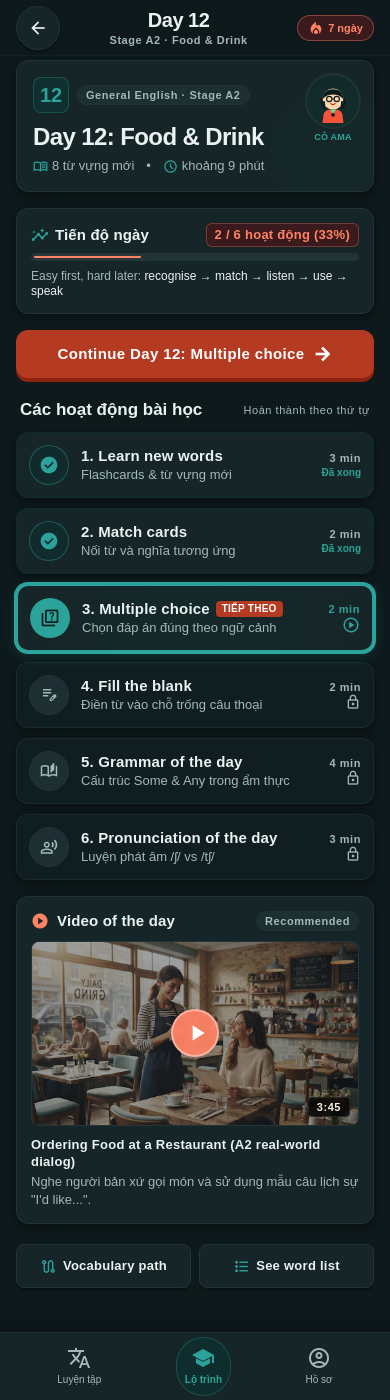 Day 12
Stage A2 · Food & Drink
7 ngày
12
General English · Stage A2
CÔ AMA
Day 12: Food & Drink
8 từ vựng mới • khoảng 9 phút
Tiến độ ngày
2 / 6 hoạt động (33%)
Easy first, hard later: recognise → match → listen → use →
speak
Continue Day 12: Multiple choice →
Các hoạt động bài học
Hoàn thành theo thứ tự
1. Learn new words
3 min
Flashcards & từ vựng mới
Đã xong
2. Match cards
2 min
Nối từ và nghĩa tương ứng
Đã xong
3. Multiple choice TIẾP THEO
2 min
Chọn đáp án đúng theo ngữ cảnh
4. Fill the blank
2 min
Điền từ vào chỗ trống câu thoại
5. Grammar of the day
4 min
Cấu trúc Some & Any trong ẩm thực
6. Pronunciation of the day
3 min
Luyện phát âm /ʃ/ vs /tʃ/
Video of the day
Recommended
THE DAILY
GRIND
3:45
Ordering Food at a Restaurant (A2 real-world
dialog)
Nghe người bản xứ gọi món và sử dụng mẫu câu lịch sự
"I'd like...".
Vocabulary path
See word list
Luyện tập
Lộ trình
Hồ sơ